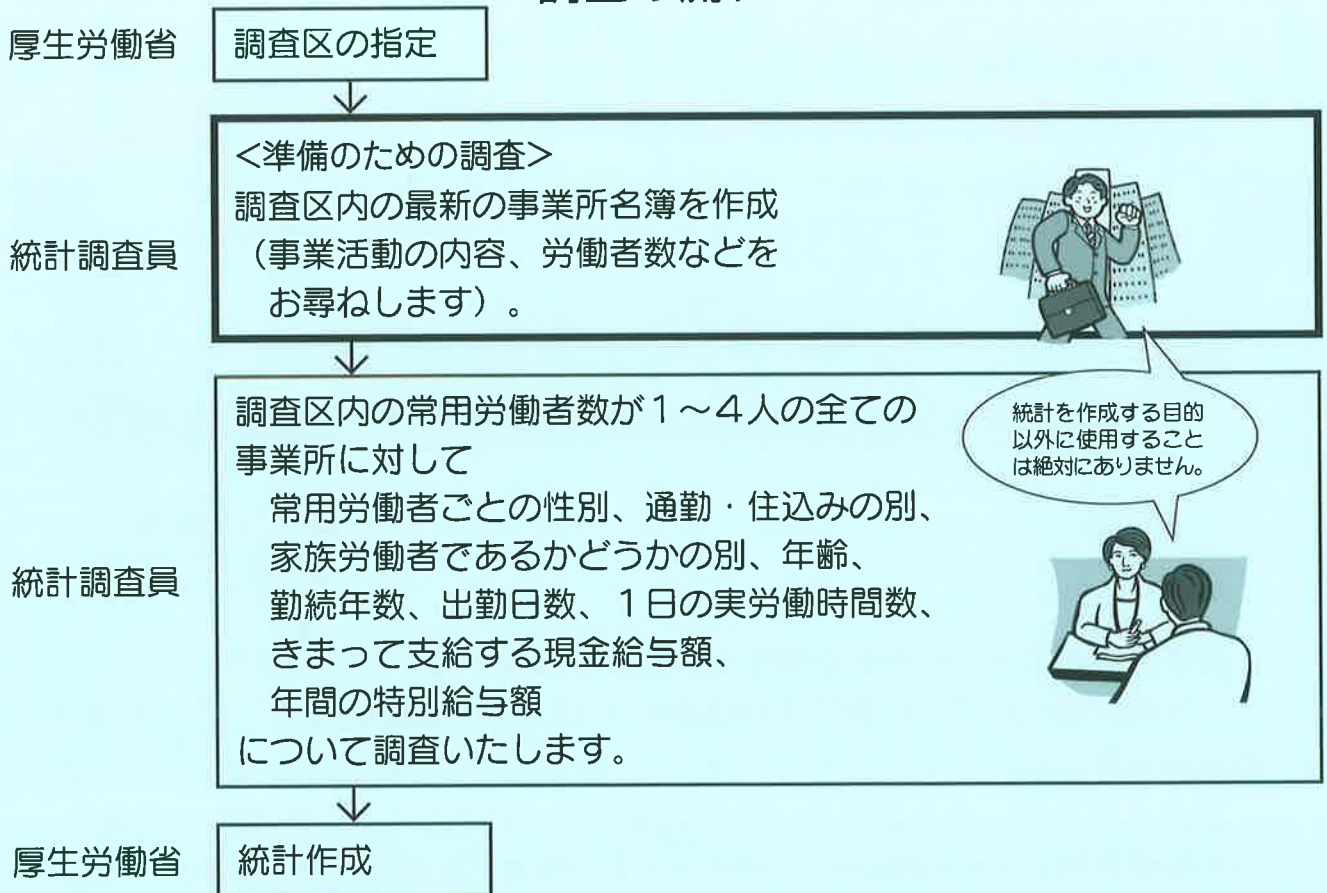 厚生労働省
調査区の指定
<準備のための調査>
調査区内の最新の事業所名簿を作成
(事業活動の内容、労働者数などを
お尋ねします)。
統計調査員
調査区内の常用労働者数が1~4人の全ての
事業所に対して
常用労働者ごとの性別、通勤・住込みの別、
家族労働者であるかどうかの別、年齢、
勤続年数、出勤日数、1日の実労働時間数、
きまって支給する現金給与額、
年間の特別給与額
について調査いたします。
統計調査員
統計を作成する目的
以外に使用すること
は絶対にありません。
厚生労働省
統計作成